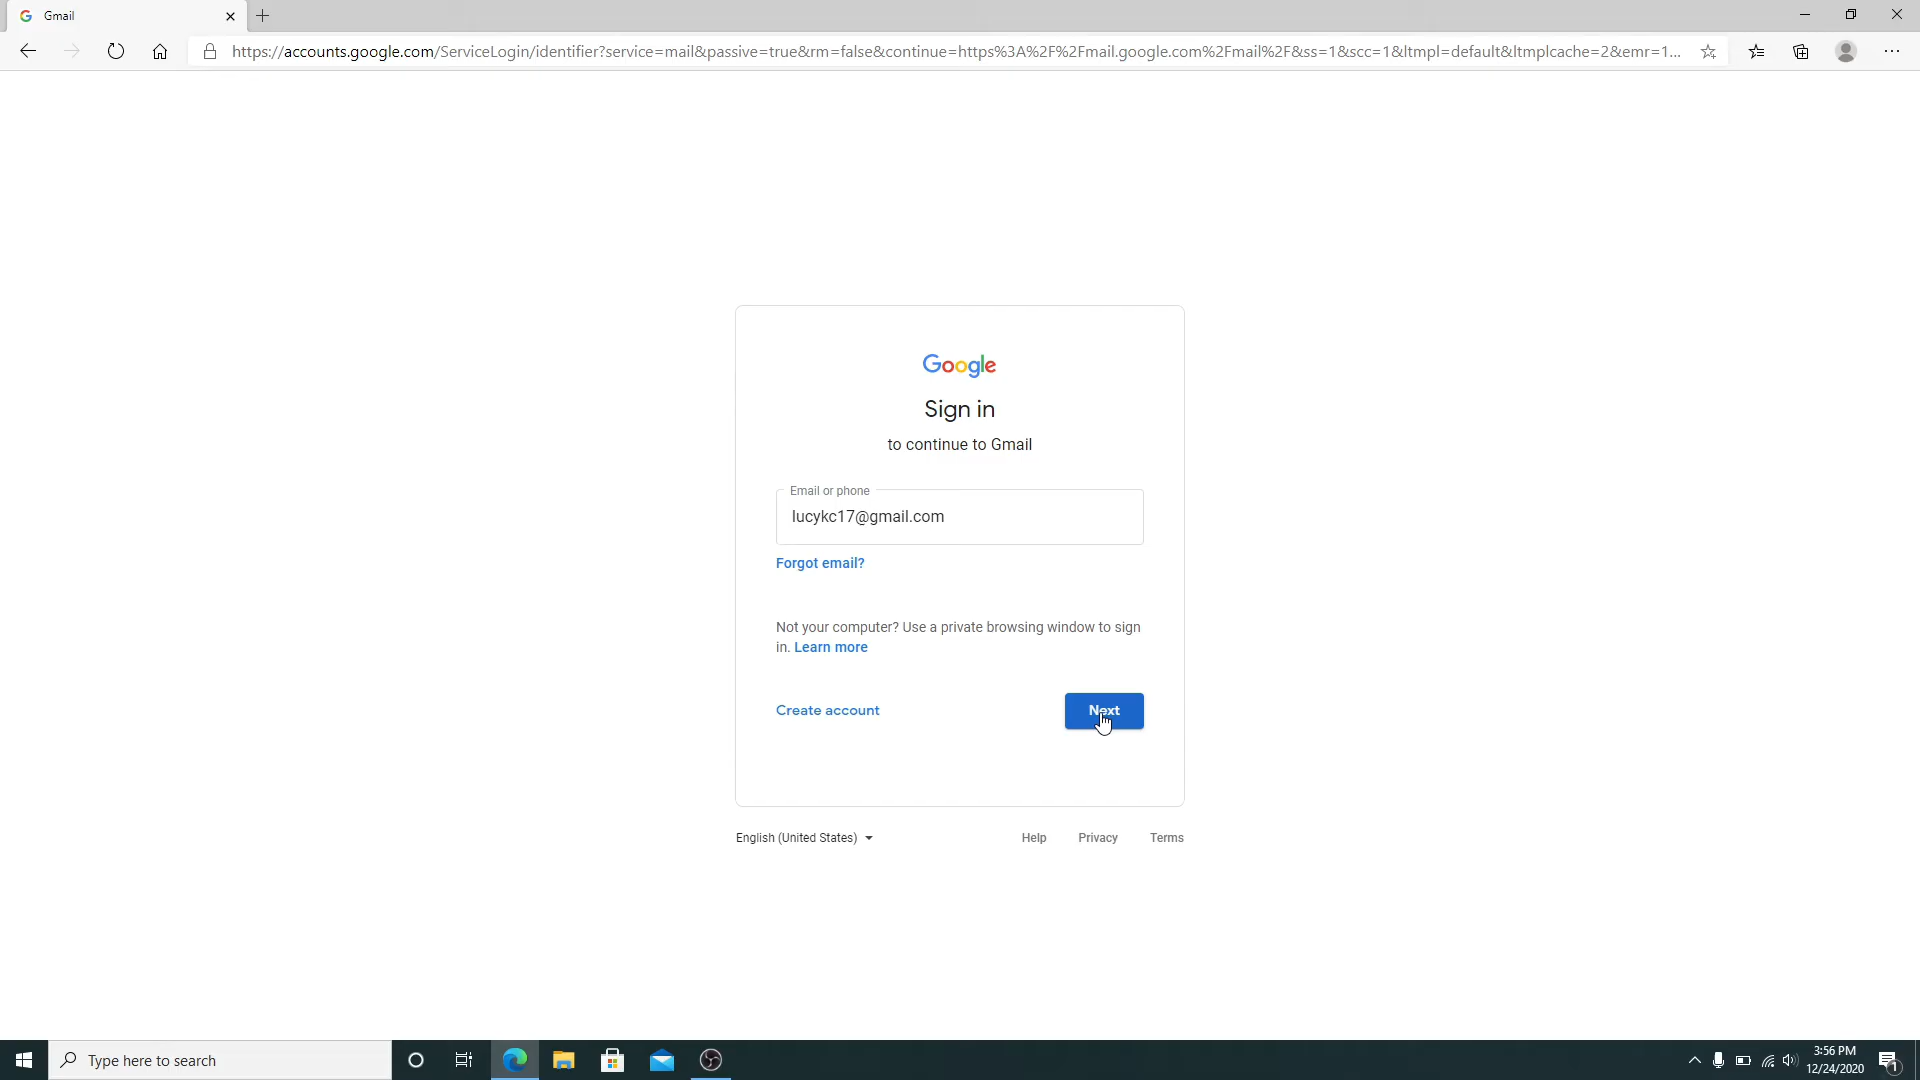 Gmail
https://accounts.google.com/ServiceLogin/identifier?service=mail&passive=true&rm=false&continue=https%3A%2F%2Fmail.google.com%2Fmail%2F&ss=1&scc=1&ltmpl=default&ltmplcache=2&emr=1...
Google
Sign in
to continue to Gmail
Email or phone
lucykc17@gmail.com
Forgot email?
Not your computer? Use a private browsing window to sign
in. Learn more
Create account
Next
English (United States)
Help
Privacy
Terms
Type here to search
3:56 PM
12/24/2020
1